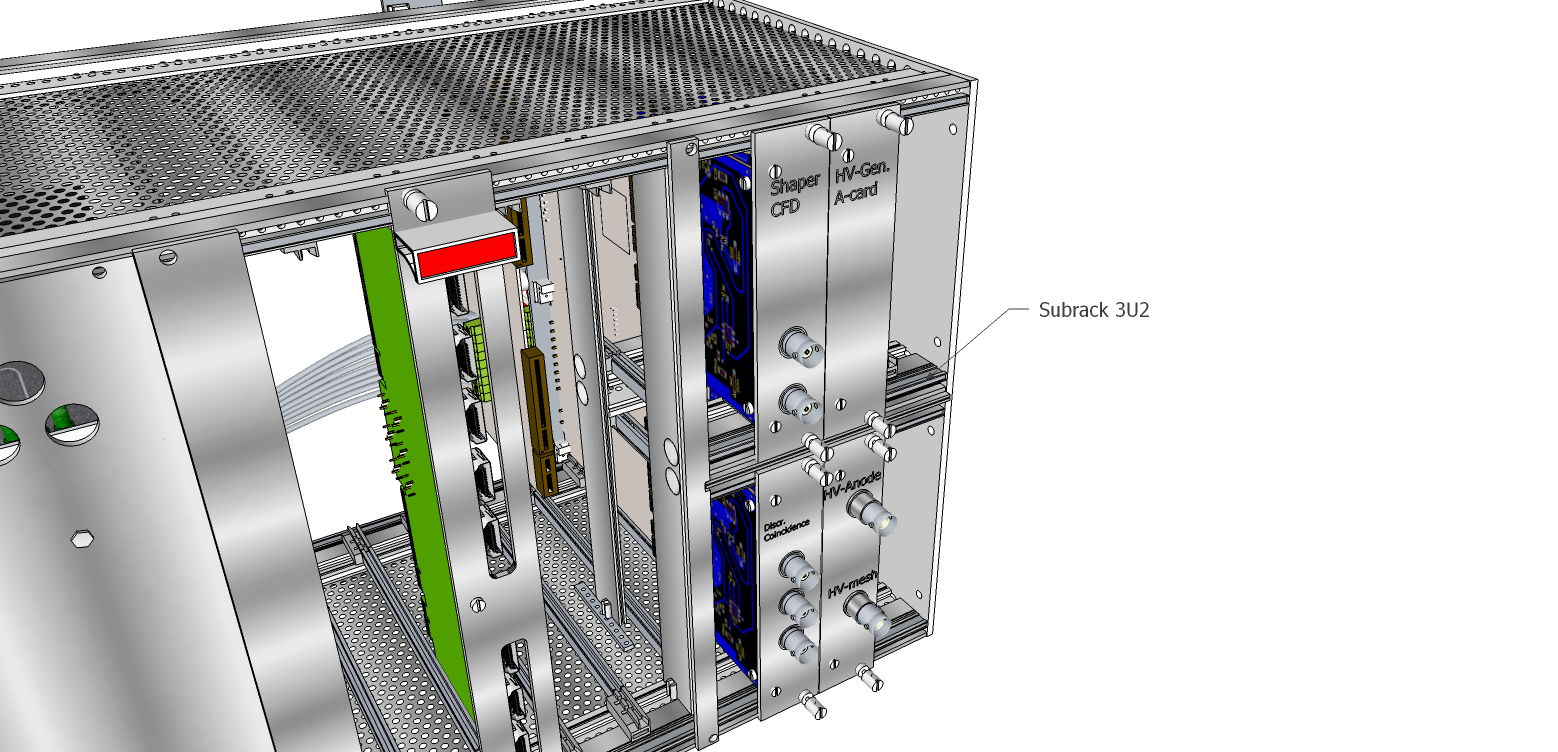 Shaper
CFD
HV-Gen.
A-card
Subrack 3U2
HV-Anode
Discr.
Coincidence
HV-mesh